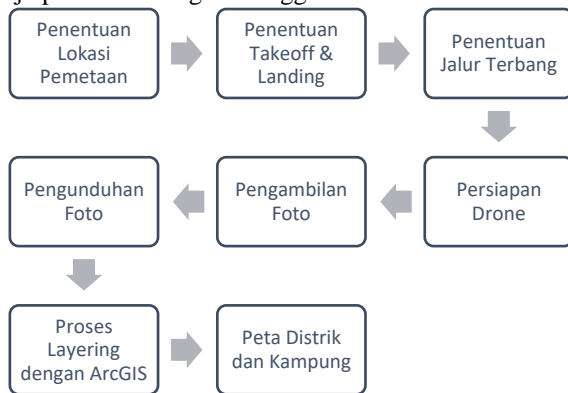 Penentuan
Lokasi
Pemetaan
Penentuan
Takeoff &
Landing
Penentuan
Jalur Terbang
Persiapan
Drone
Pengambilan
Foto
Pengunduhan
Foto
Proses
Layering
dengan ArcGIS
Peta Distrik
dan Kampung